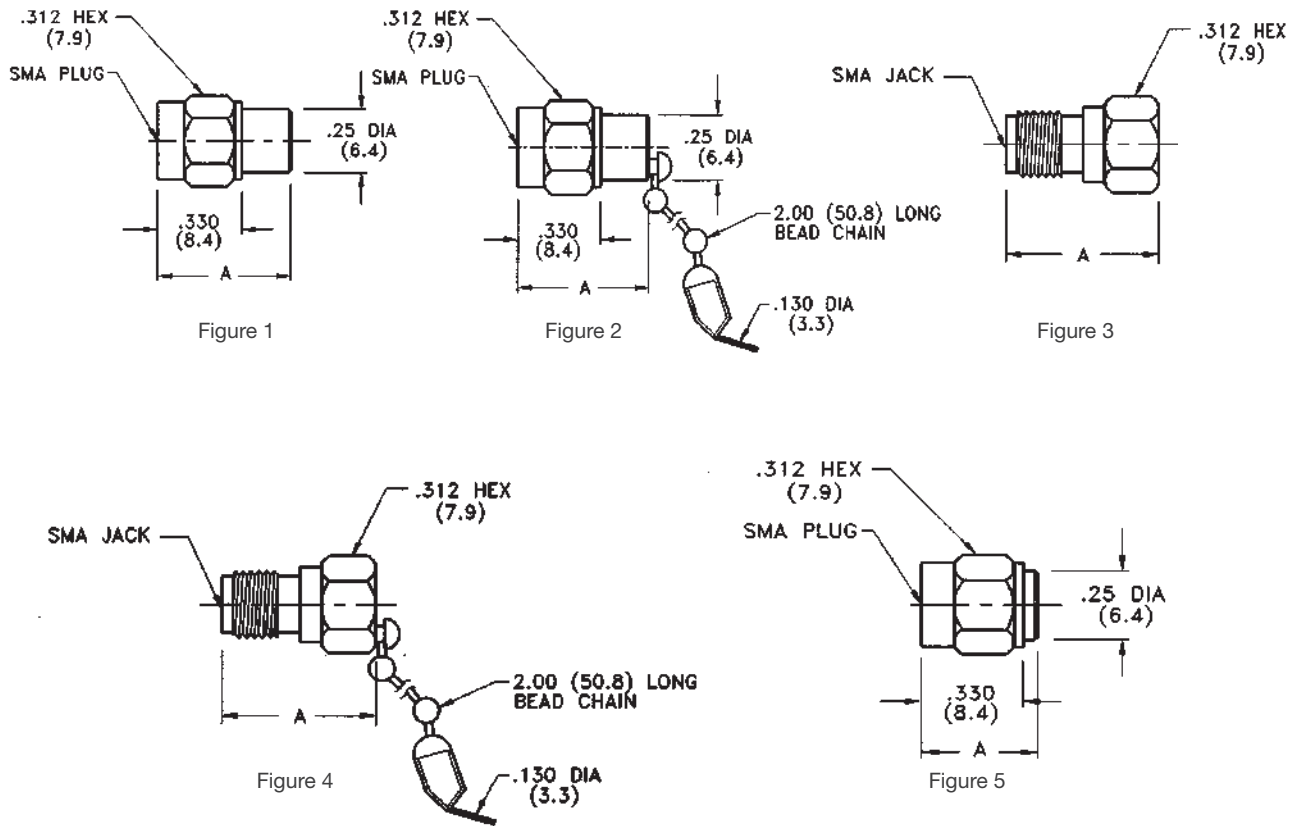 .312 HEX
(7.9)
SMA PLUG
.25 DIA
(6.4)
.330
(8.4)
A
Figure 1
.312 HEX
(7.9)
SMA PLUG
.25 DIA
(6.4)
.330
(8.4)
A
2.00 (50.8) LONG
BEAD CHAIN
.130 DIA
(3.3)
Figure 2
.312 HEX
(7.9)
SMA JACK
A
Figure 3
.312 HEX
(7.9)
SMA JACK
A
2.00 (50.8) LONG
BEAD CHAIN
.130 DIA
(3.3)
Figure 4
.312 HEX
(7.9)
SMA PLUG
.25 DIA
(6.4)
.330
(8.4)
A
Figure 5